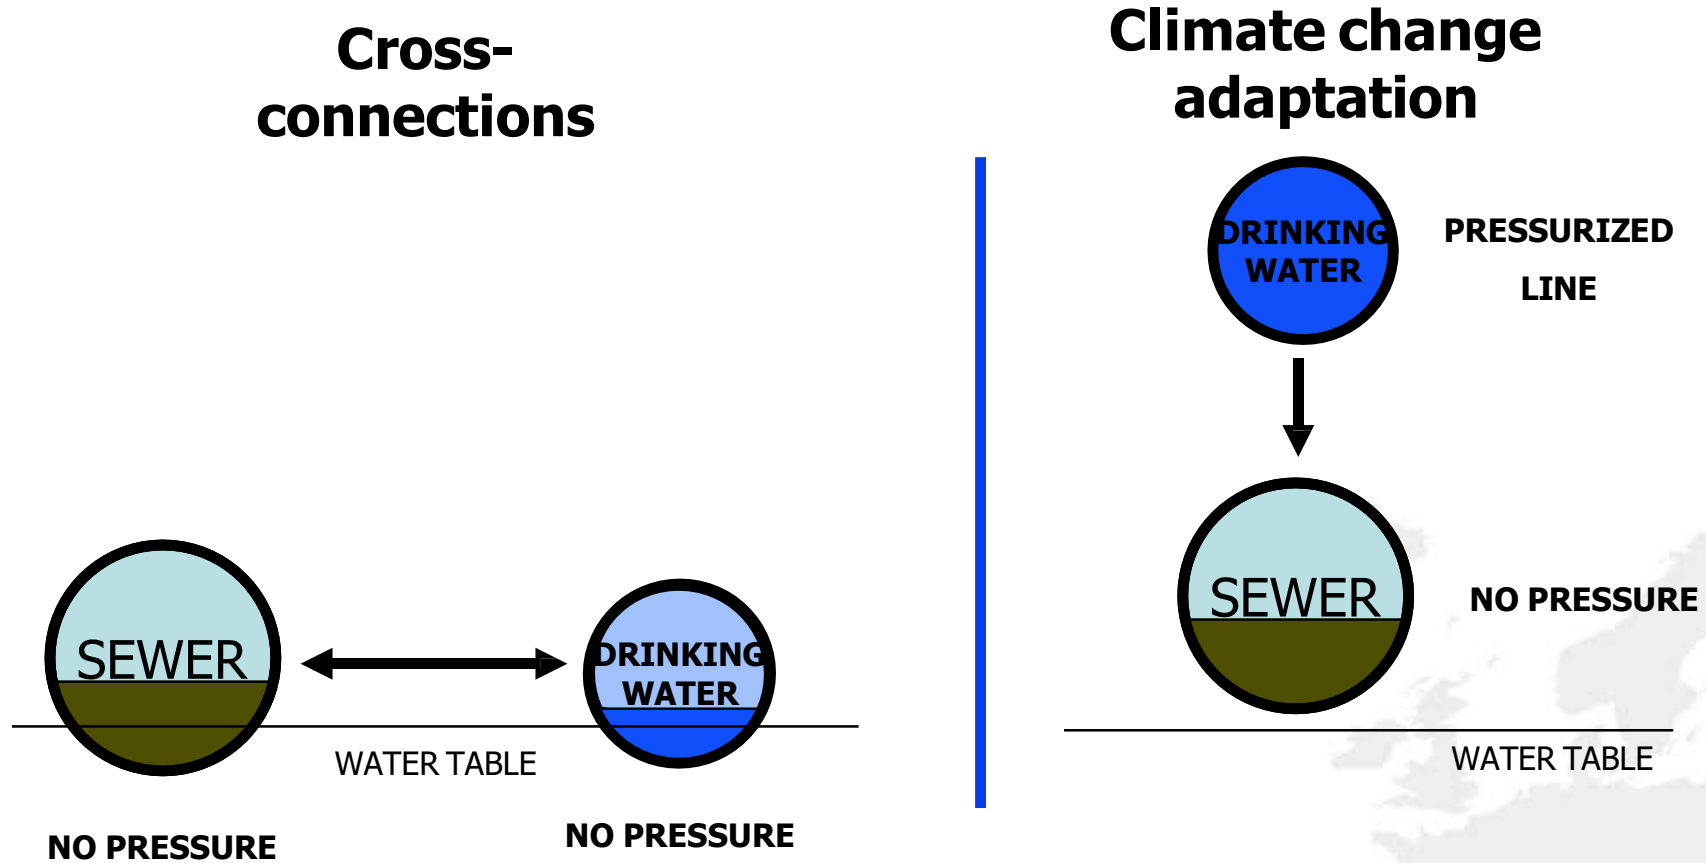 Cross-
connections
SEWER
DRINKING
WATER
WATER TABLE
NO PRESSURE
NO PRESSURE
Climate change
adaptation
DRINKING
WATER
PRESSURIZED
LINE
SEWER
NO PRESSURE
WATER TABLE